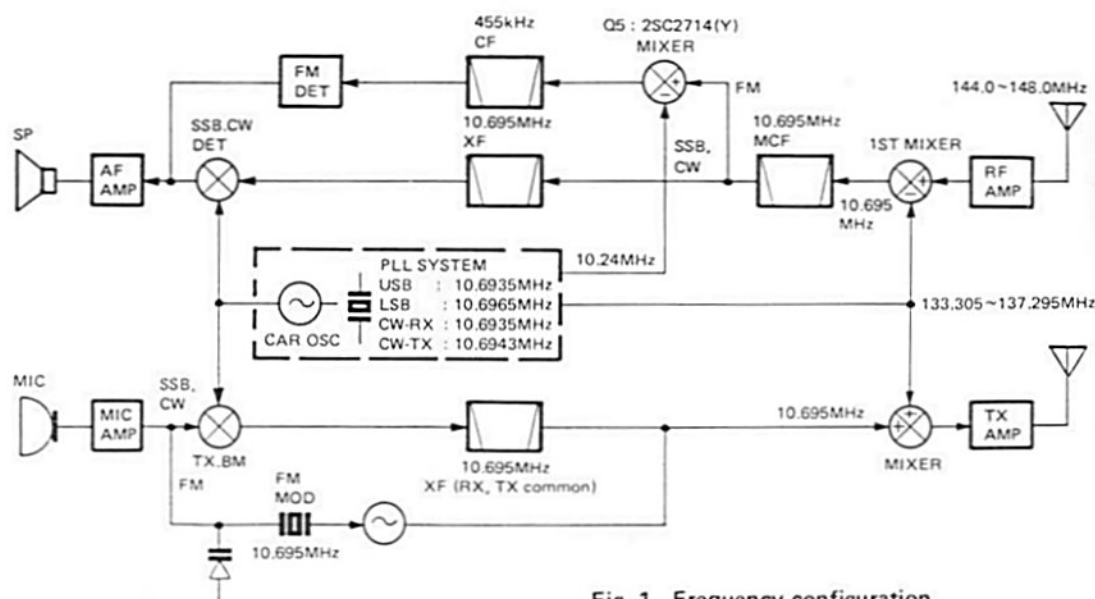 455kHz
CF
Q5 : 2SC2714(Y)
MIXER
FM
DET
FM
144.0~148.0MHz
SP
SSB.CW
DET
10.695MHz
XF
SSB,
CW
10.695MHz
MCF
1ST MIXER
AF
AMP
RF
AMP
10.695
MHz
10.24MHz
PLL SYSTEM
USB : 10.6935MHz
LSB : 10.6965MHz
CW-RX : 10.6935MHz
CW-TX : 10.6943MHz
CAR OSC
133.305~137.295MHz
MIC
SSB,
CW
MIC
AMP
TX.BM
10.695MHz
TX
AMP
MIXER
10.695MHz
XF (RX, TX common)
FM
FM
MOD
10.695MHz
Fig. 1 Frequency configuration